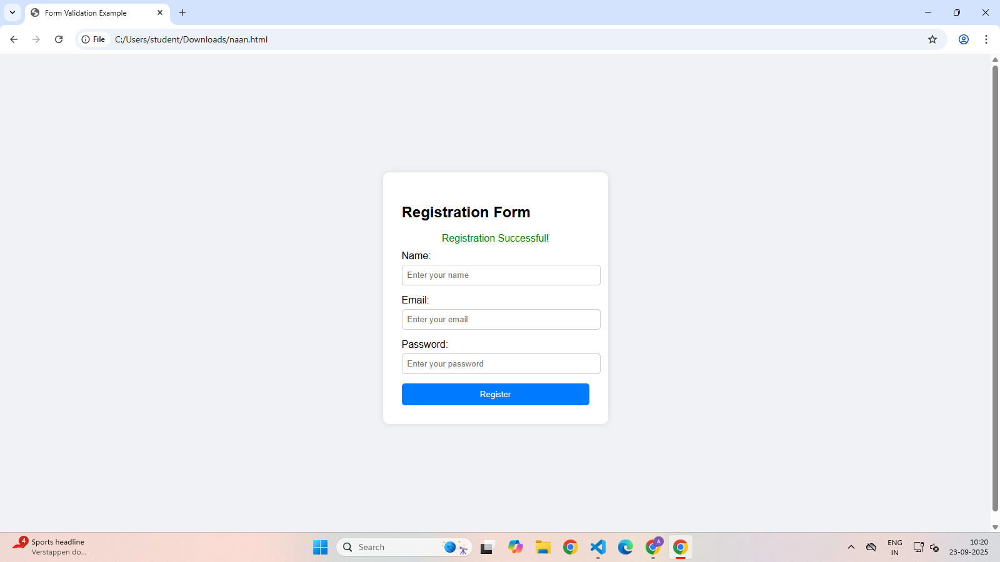 Form Validation Example
File C:/Users/student/Downloads/naan.html
Registration Form
Registration Successful!
Name:
Enter your name
Email:
Enter your email
Password:
Enter your password
Register
4
Sports headline
Verstappen do...
Search
A
ENG
IN
10:20
23-09-2025